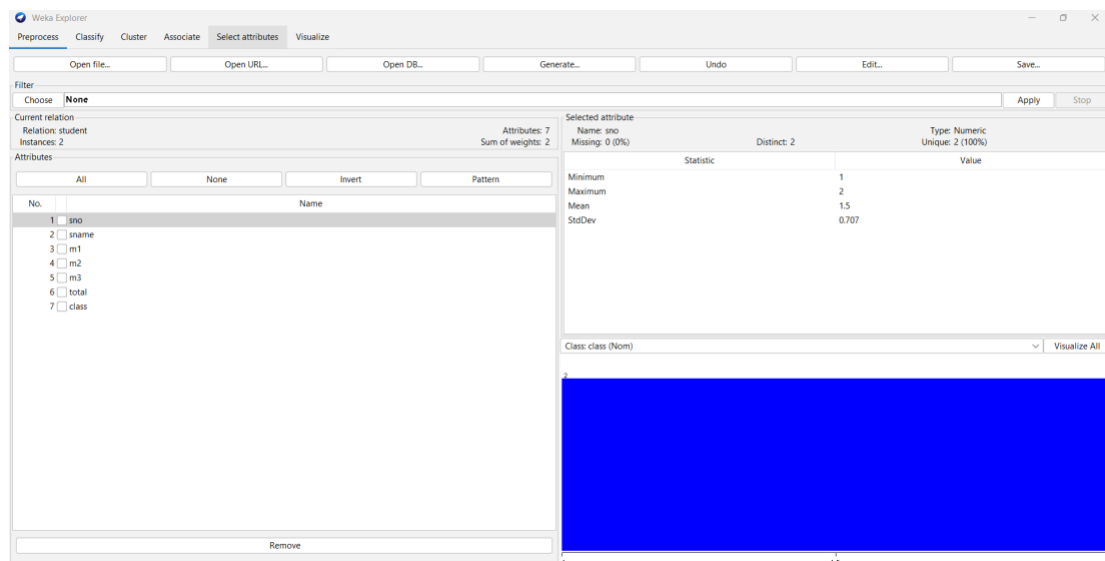 Weka Explorer
Preprocess Classify Cluster Associate Select attributes Visualize
Open file... Open URL... Open DB... Generate... Undo Edit... Save...
Filter
Choose None Apply Stop
Current relation
Relation: student Attributes: 7
Instances: 2 Sum of weights: 2
Attributes
All None Invert Pattern
No. Name
1 sno
2 sname
3 m1
4 m2
5 m3
6 total
7 class
Remove
Selected attribute
Name: sno Type: Numeric
Missing: 0 (0%) Distinct: 2 Unique: 2 (100%)
Statistic Value
Minimum 1
Maximum 2
Mean 1.5
StdDev 0.707
Class: class (Nom) Visualize All
2